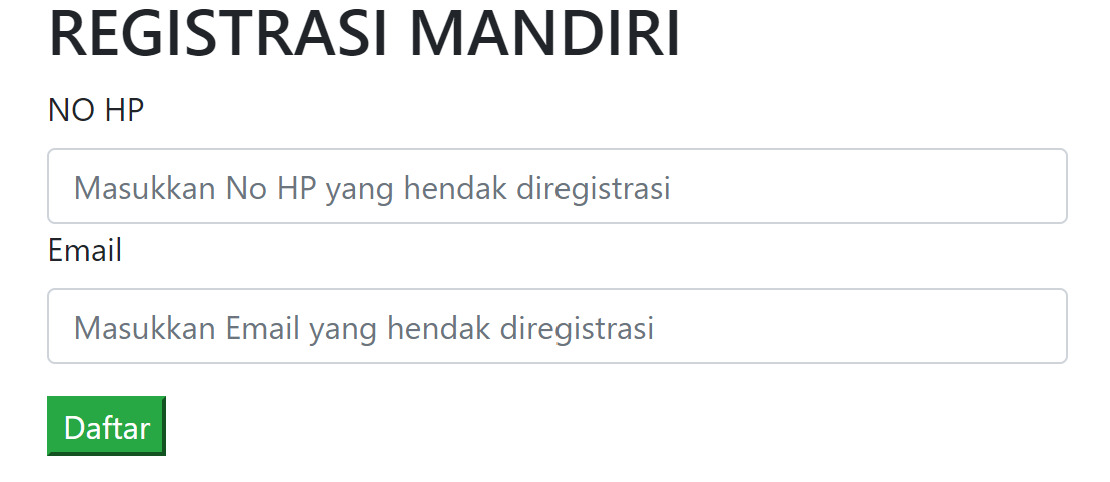 REGISTRASI MANDIRI
NO HP
Masukkan No HP yang hendak diregistrasi
Email
Masukkan Email yang hendak diregistrasi
Daftar